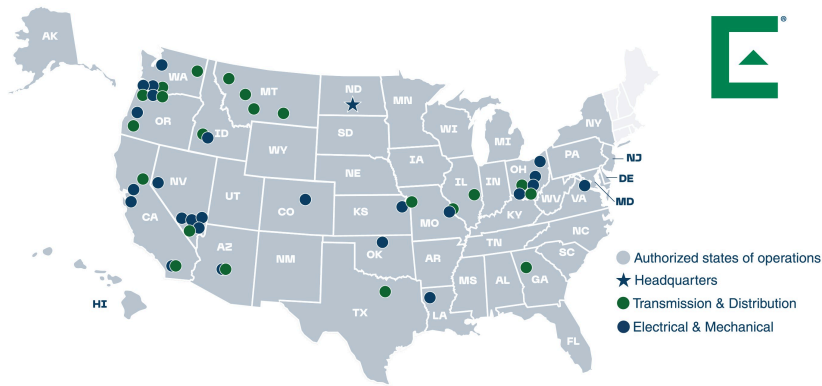 AK
®
WA
MT
ND
MN
OR
ID
SD
WI
MI
NY
WY
IA
PA
NJ
NE
OH
NV
IL
IN
DE
UT
CO
KS
MO
WV
VA
MD
CA
KY
NC
TN
AZ
NM
OK
AR
SC
MS
AL
GA
HI
TX
LA
FL
Authorized states of operations
Headquarters
Transmission & Distribution
Electrical & Mechanical